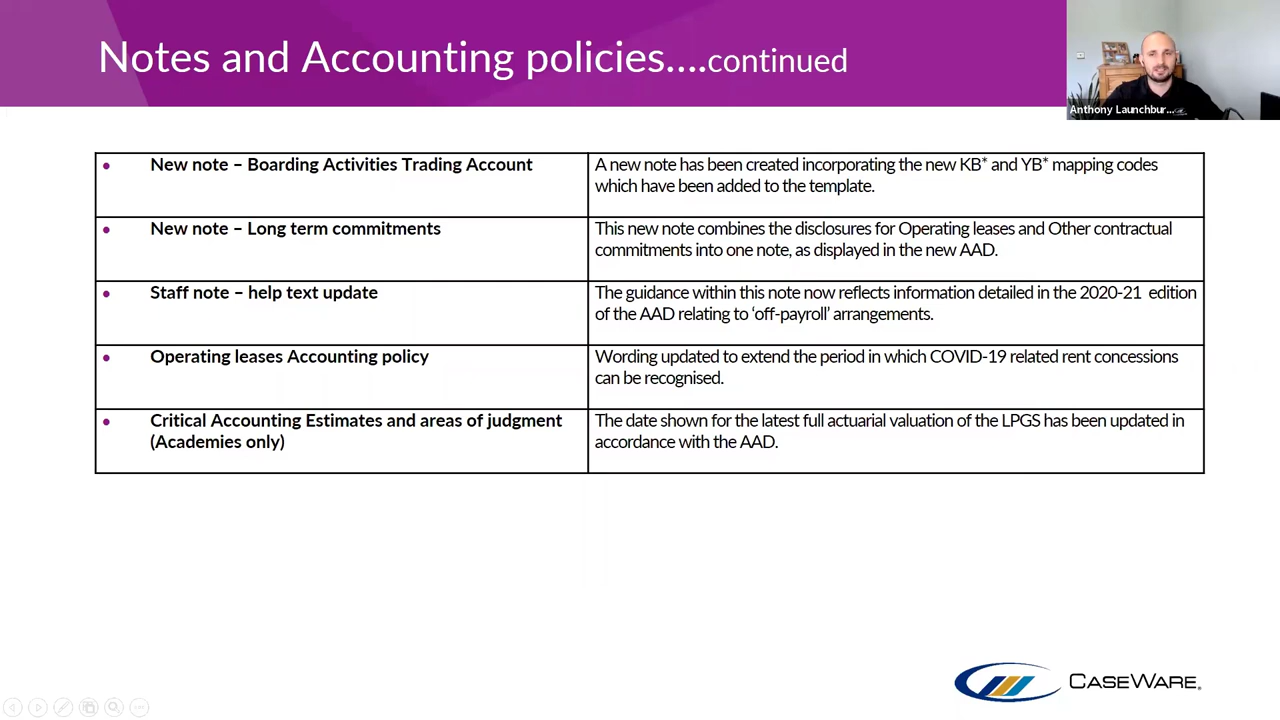 Notes and Accounting policies....continued
Anthony Launchbur...
• New note – Boarding Activities Trading Account
A new note has been created incorporating the new KB* and YB* mapping codes
which have been added to the template.
• New note – Long term commitments
This new note combines the disclosures for Operating leases and Other contractual
commitments into one note, as displayed in the new AAD.
• Staff note – help text update
The guidance within this note now reflects information detailed in the 2020-21 edition
of the AAD relating to ‘off-payroll’ arrangements.
• Operating leases Accounting policy
Wording updated to extend the period in which COVID-19 related rent concessions
can be recognised.
• Critical Accounting Estimates and areas of judgment
(Academies only)
The date shown for the latest full actuarial valuation of the LPGS has been updated in
accordance with the AAD.
CASEWARE®